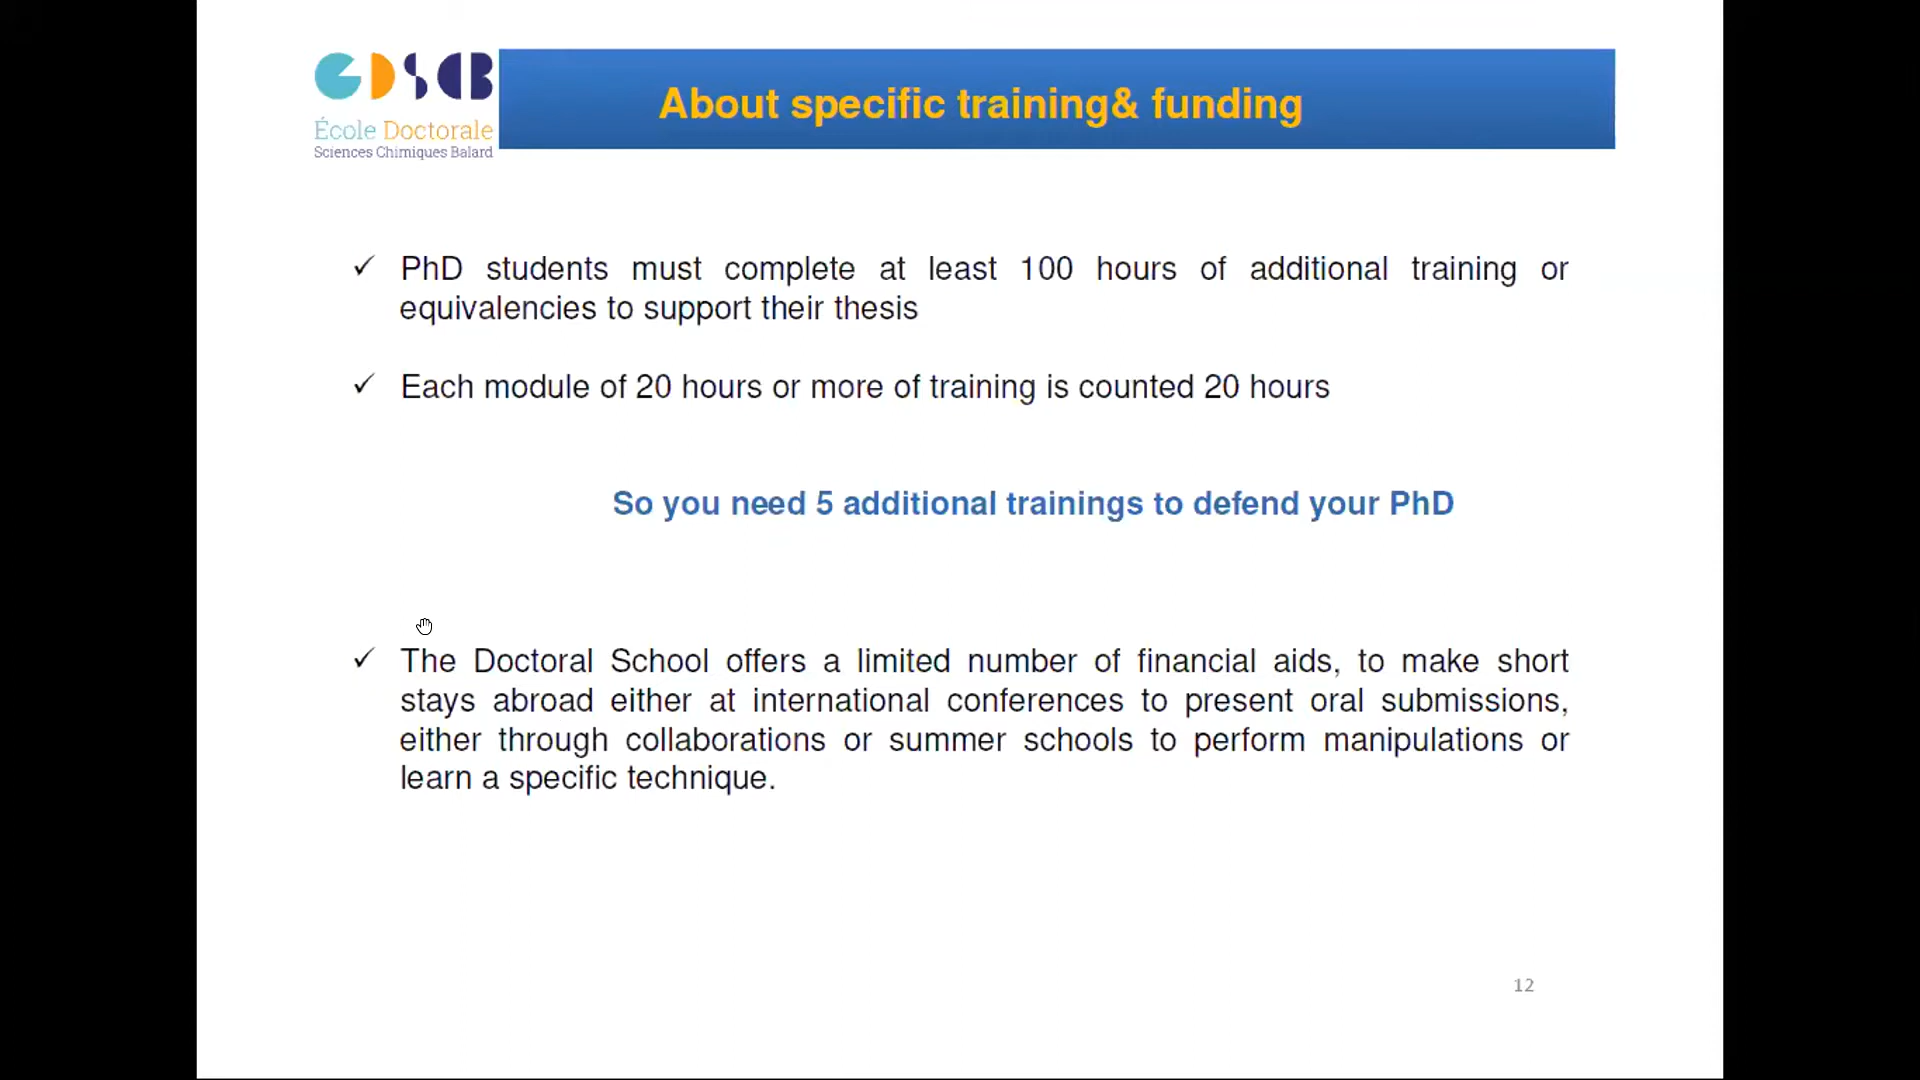 EDSCB
École Doctorale
Sciences Chimiques Balard
About specific training& funding
✓ PhD students must complete at least 100 hours of additional training or
equivalencies to support their thesis
✓ Each module of 20 hours or more of training is counted 20 hours
So you need 5 additional trainings to defend your PhD
✓ The Doctoral School offers a limited number of financial aids, to make short
stays abroad either at international conferences to present oral submissions,
either through collaborations or summer schools to perform manipulations or
learn a specific technique.
12